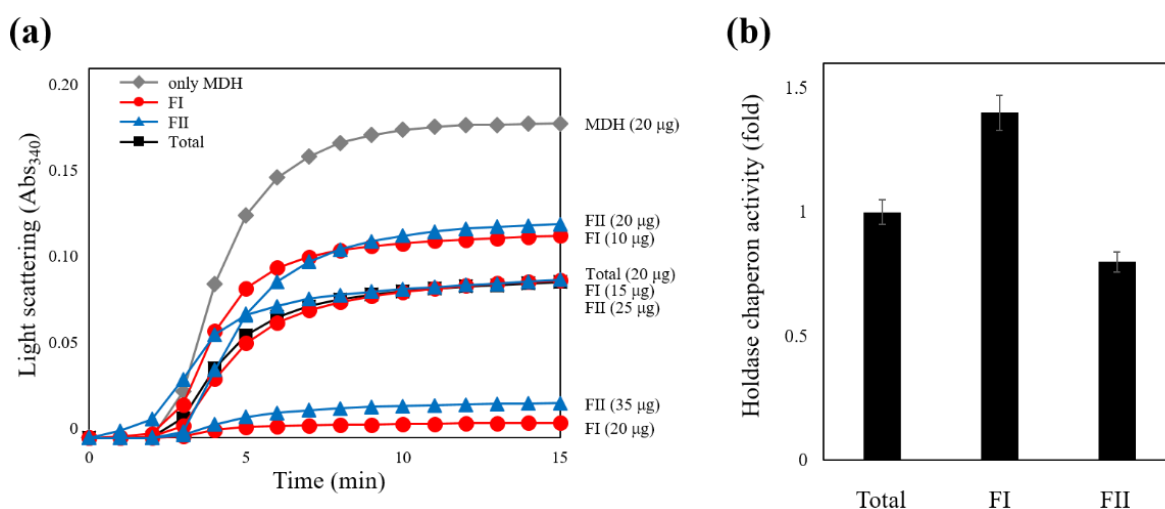 (a)
Light scattering (Abs340)
0.20
0.15
0.10
0.05
0
only MDH
FI
FII
Total
MDH (20 μg)
FII (20 μg)
FI (10 μg)
Total (20 μg)
FI (15 μg)
FII (25 μg)
FII (35 μg)
FI (20 μg)
0 5 10 15
Time (min)
(b)
Holdase chaperon activity (fold)
1.5
1
0.5
0
Total FI FII